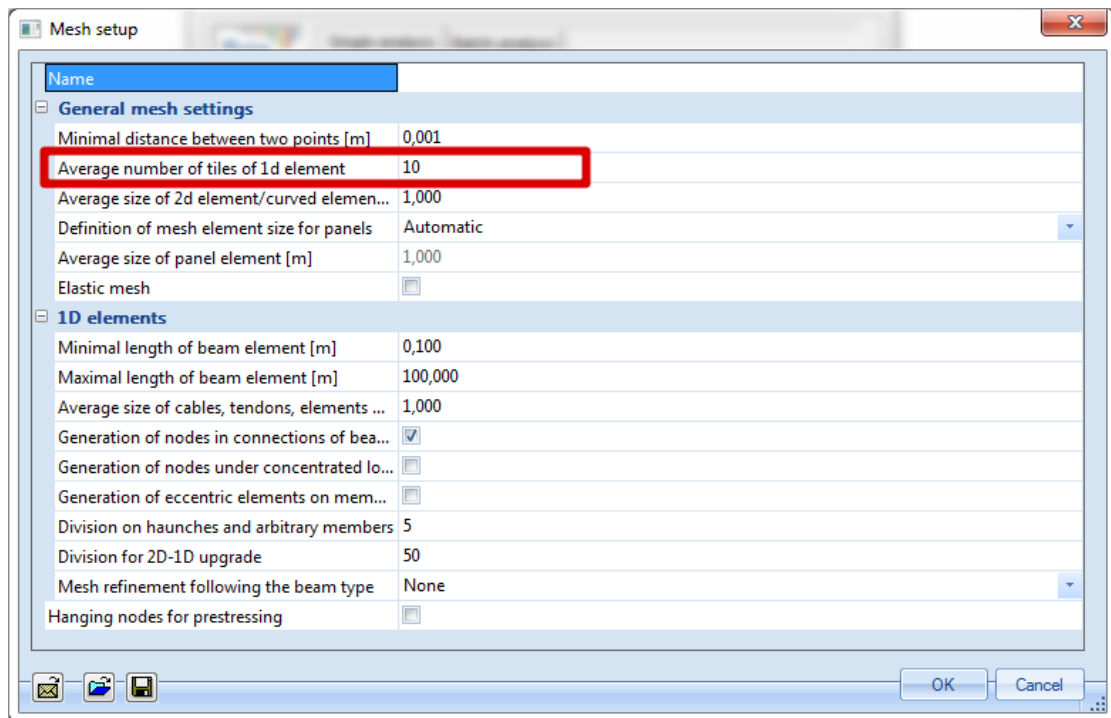 Mesh setup
Name
General mesh settings
Minimal distance between two points [m] 0,001
Average number of tiles of 1d element 10
Average size of 2d element/curved elemen... 1,000
Definition of mesh element size for panels Automatic
Average size of panel element [m] 1,000
Elastic mesh
1D elements
Minimal length of beam element [m] 0,100
Maximal length of beam element [m] 100,000
Average size of cables, tendons, elements ... 1,000
Generation of nodes in connections of bea...
Generation of nodes under concentrated lo...
Generation of eccentric elements on mem...
Division on haunches and arbitrary members 5
Division for 2D-1D upgrade 50
Mesh refinement following the beam type None
Hanging nodes for prestressing
OK Cancel